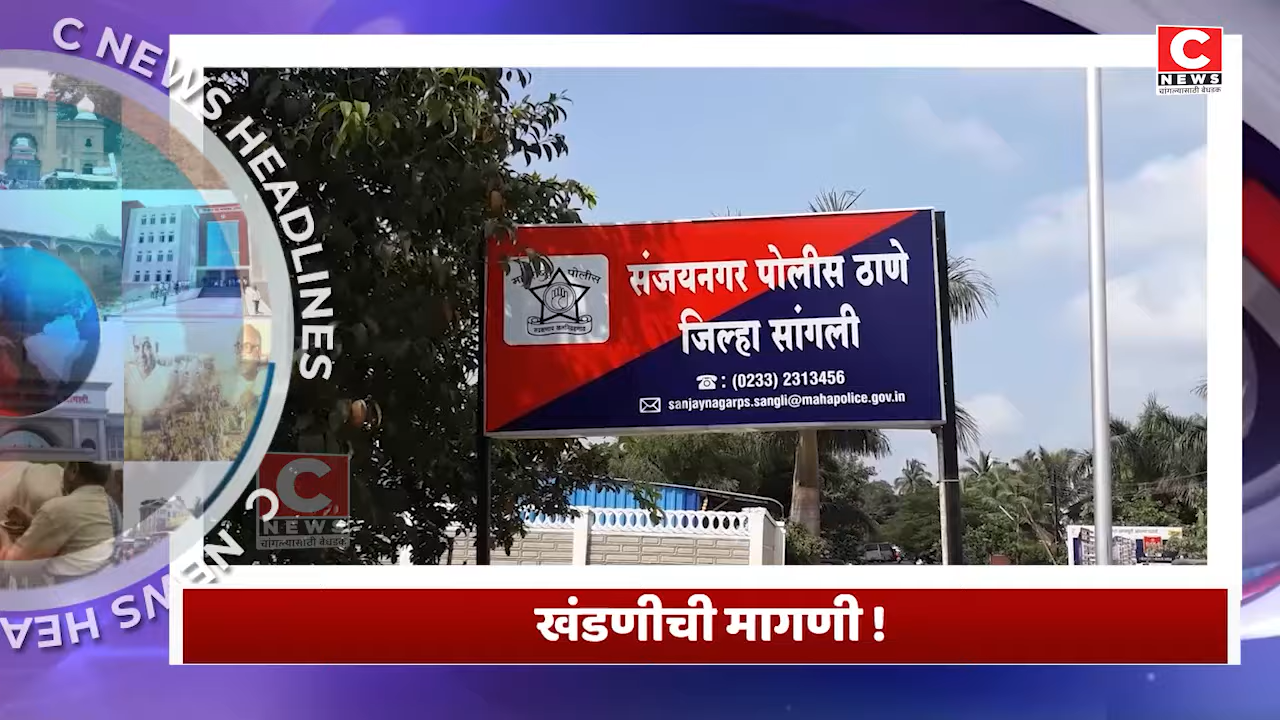 C NEWS HEADLINES
C
NEWS
चांगल्यासाठी बेधडक
पोलीस
संजयनगर पोलीस ठाणे
जिल्हा सांगली
☎ : (0233) 2313456
✉ sanjaynagarps.sangli@mahapolice.gov.in
C
NEWS
चांगल्यासाठी बेधडक
C NEWS HEA
खंडणीची मागणी !